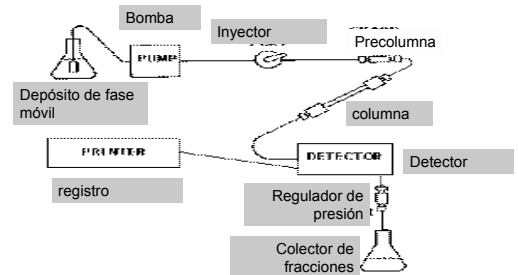 Bomba
Inyector
Precolumna
PUMP
Depósito de fase
móvil
columna
PRINTER
DETECTOR
Detector
registro
Regulador de
presión
Colector de
fracciones